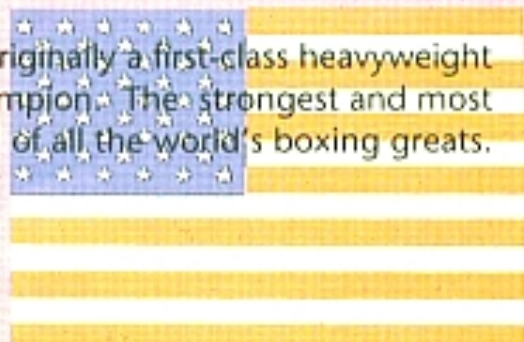 riginally a first-class heavyweight
mpion. The strongest and most
of all the world's boxing greats.